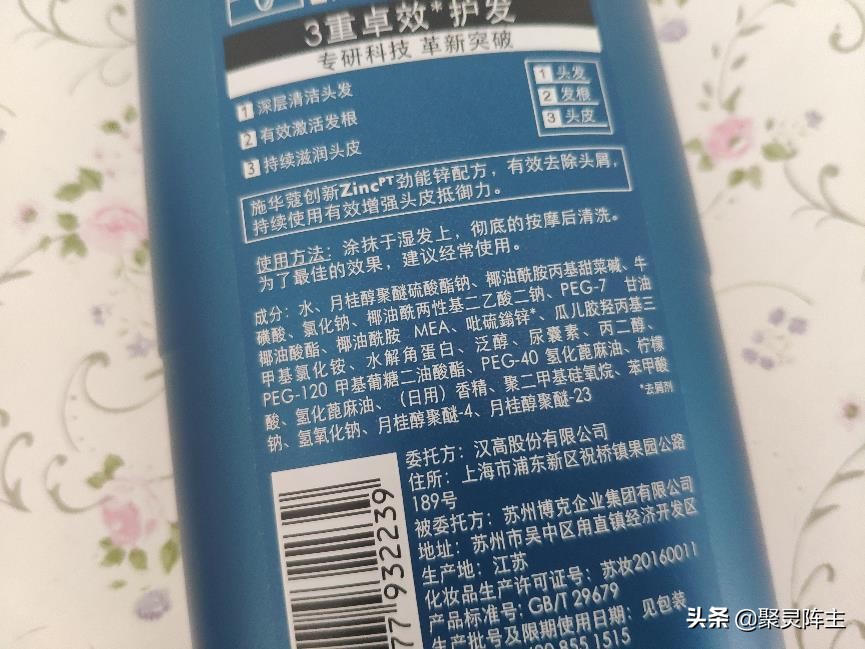 3重卓效*护发
专研科技 革新突破
1 深层清洁头发
2 有效激活发根
3 持续滋润头皮
1 头发
2 发根
3 头皮
施华蔻创新ZincPT劲能锌配方，有效去除头屑，
持续使用有效增强头皮抵御力。
使用方法：涂抹于湿发上，彻底的按摩后清洗。
为了最佳的效果，建议经常使用。
成分：水、月桂醇聚醚硫酸酯钠、椰油酰胺丙基甜菜碱、牛
磺酸、氯化钠、椰油酰两性基二乙酸二钠、PEG-7 甘油
椰油酸酯、椰油酰胺 MEA、吡硫鎓锌*、瓜儿胶羟丙基三
甲基氯化铵、水解角蛋白、泛醇、尿囊素、丙二醇、
PEG-120 甲基葡糖二油酸酯、PEG-40 氢化蓖麻油、柠檬
酸、氢化蓖麻油、（日用）香精、聚二甲基硅氧烷、苯甲酸
钠、氢氧化钠、月桂醇聚醚-4、月桂醇聚醚-23
*去屑剂
委托方：汉高股份有限公司
住所：上海市浦东新区祝桥镇果园公路
189号
被委托方：苏州博克企业集团有限公司
地址：苏州市吴中区甪直镇经济开发区
生产地：江苏
化妆品生产许可证号：苏妆20160011
产品标准号：GB/T 29679
生产批号及限期使用日期：见包装
855 1515
77932239
头条 @聚灵阵主